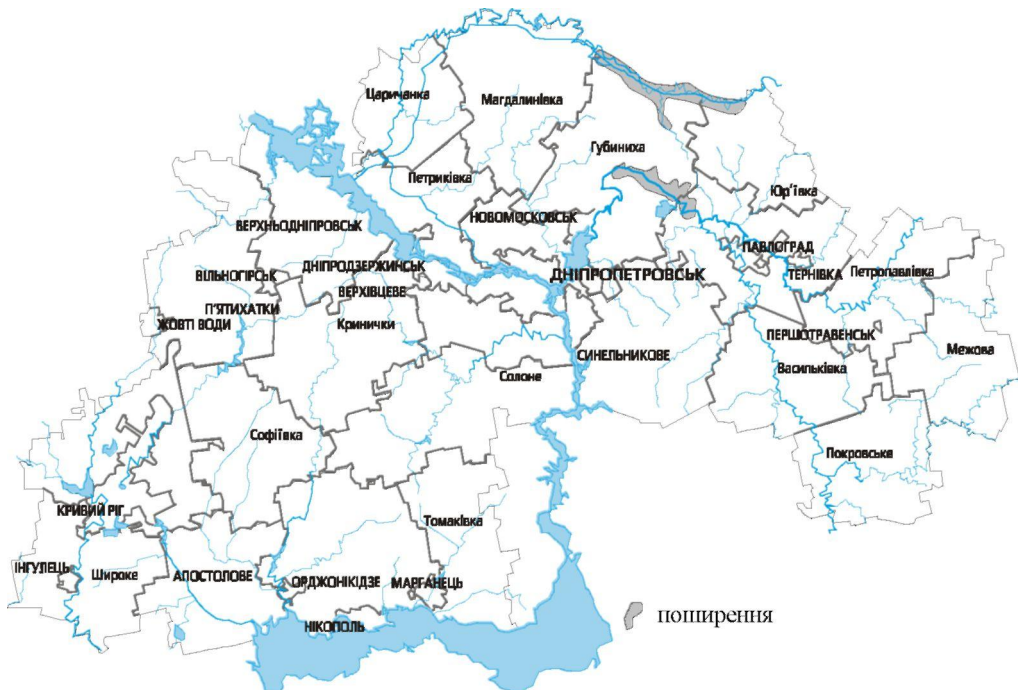 Царичанка
Магдалинівка
Губиниха
Петриківка
Юр'ївка
НОВОМОСКОВСЬК
ВЕРХНЬОДНІПРОВСЬК
ПАВЛОГРАД
ДНІПРОДЗЕРЖИНСЬК
ВІЛЬНОГІРСЬК
ДНІПРОПЕТРОВСЬК
ТЕРНІВКА
Петропавлівка
ВЕРХІВЦЕВЕ
П'ЯТИХАТКИ
ЖОВТІ ВОДИ
Кринички
ПЕРШОТРАВЕНСЬК
Межова
СИНЕЛЬНИКОВЕ
Васильківка
Солоне
Софіївка
Покровське
КРИВИЙ РІГ
Томаківка
ІНГУЛЕЦЬ
Широке
АПОСТОЛОВЕ
ОРДЖОНІКІДЗЕ
МАРГАНЕЦЬ
поширення
НІКОПОЛЬ